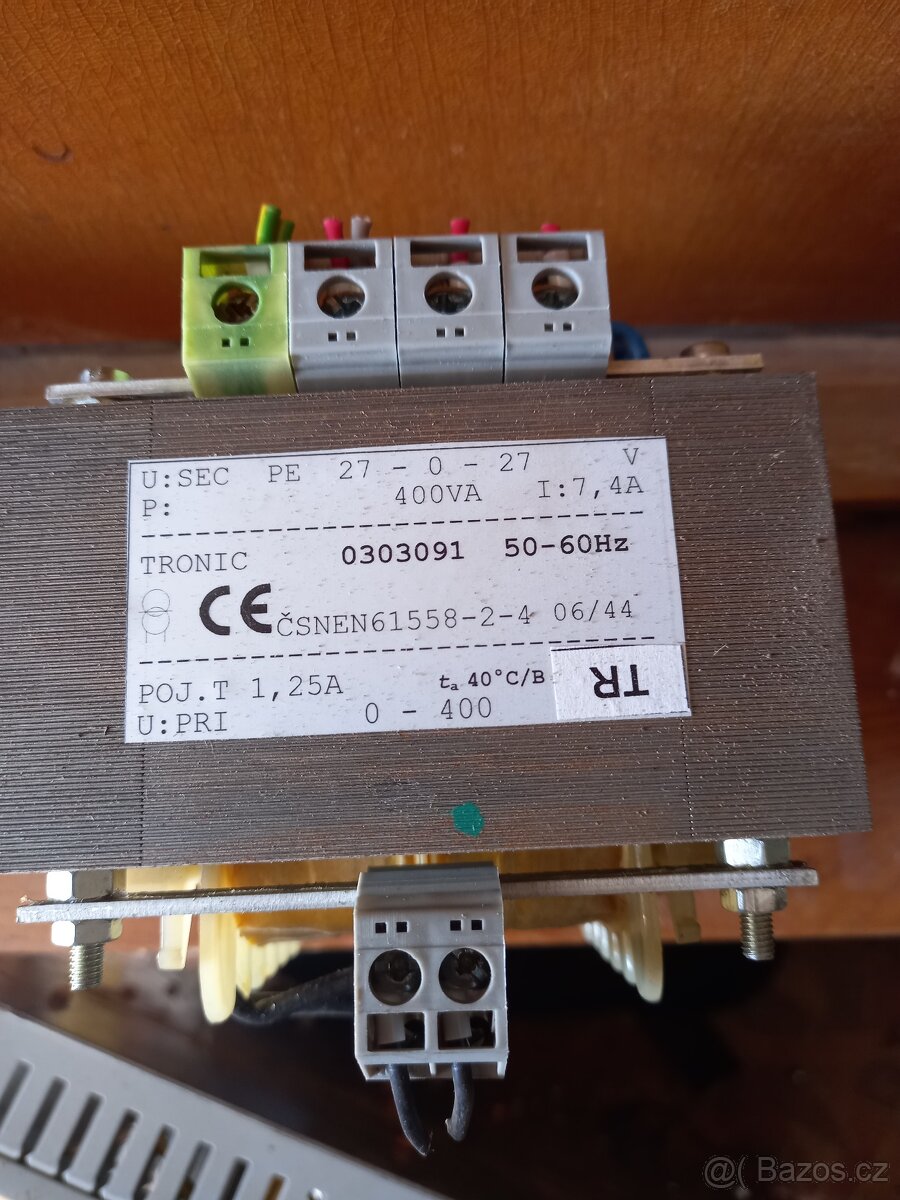 U:SEC PE 27 - 0 - 27 V
P: 400VA I:7,4A
TRONIC 0303091 50-60Hz
CE ČSNEN61558-2-4 06/44
POJ.T 1,25A ta 40°C/B
TR
U:PRI 0 - 400
@( Bazos.cz